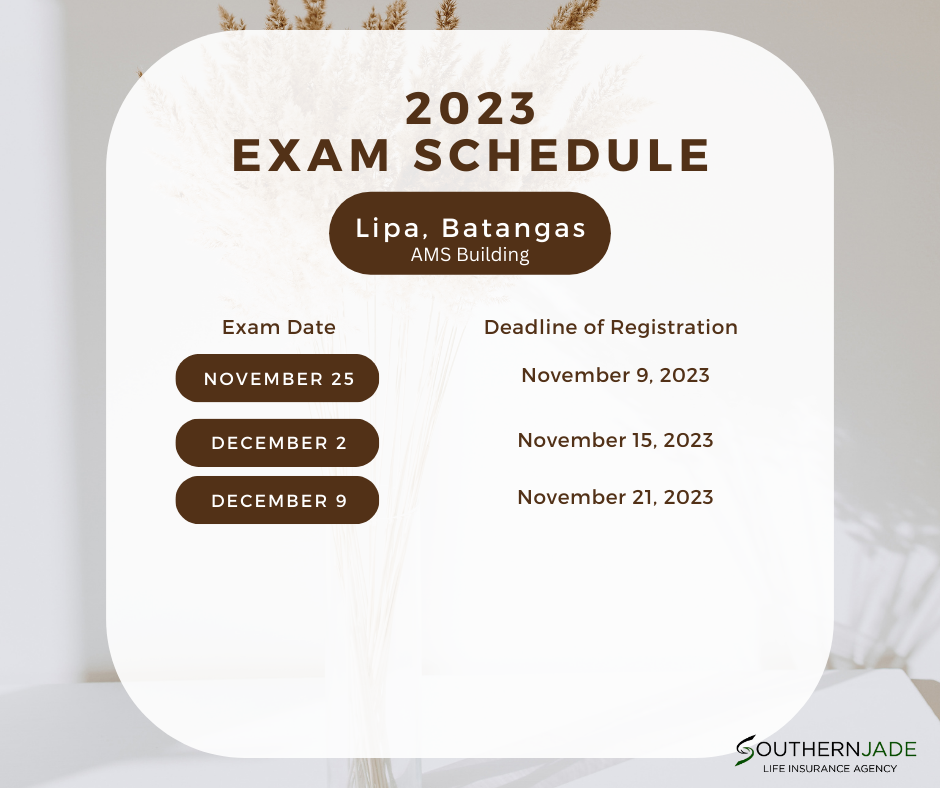 2023
EXAM SCHEDULE
Lipa, Batangas
AMS Building
Exam Date Deadline of Registration
NOVEMBER 25 November 9, 2023
DECEMBER 2 November 15, 2023
DECEMBER 9 November 21, 2023
SOUTHERNJADE
LIFE INSURANCE AGENCY